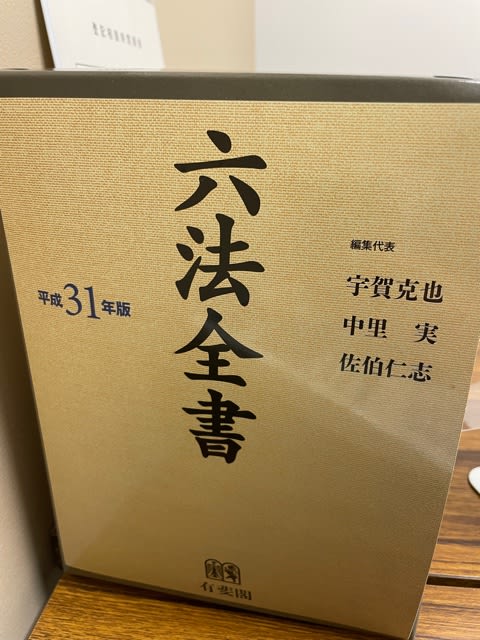 六法全書
平成31年版
編集代表
宇賀克也
中里 実
佐伯仁志
有斐閣